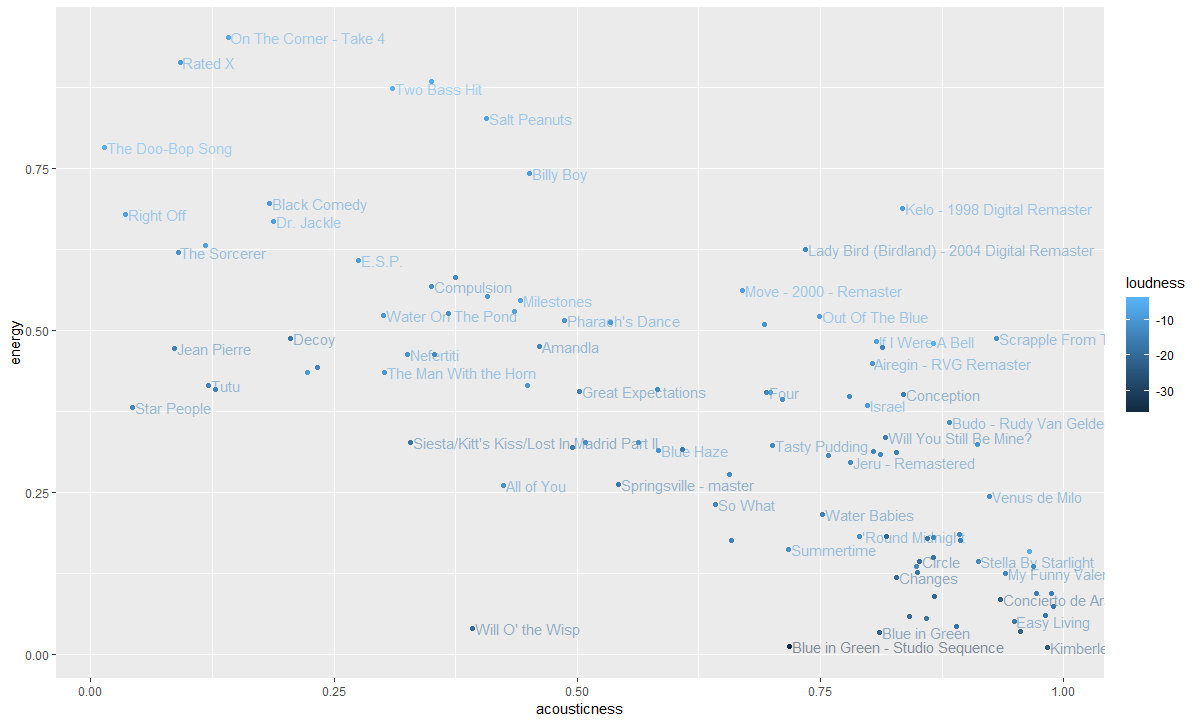 On The Corner - Take 4
Rated X
Two Bass Hit
Salt Peanuts
The Doo-Bop Song
0.75
Billy Boy
Black Comedy
Kelo - 1998 Digital Remaster
Right Off
Dr. Jackle
The Sorcerer
Lady Bird (Birdland) - 2004 Digital Remaster
E.S.P.
loudness
Compulsion
Move - 2000 - Remaster
Milestones
Water On The Pond
Out Of The Blue
-10
Pharaoh's Dance
0.50
energy
Decoy
Scrapple From T
If I Were A Bell
Jean Pierre
Amandla
Nefertiti
-20
Airegin - RVG Remaster
The Man With the Horn
Tutu
Great Expectations
Four
Conception
-30
Star People
Israel
Budo - Rudy Van Gelde
Will You Still Be Mine?
Siesta/Kitt's Kiss/Lost In Madrid Part II
Tasty Pudding
Blue Haze
Jeru - Remastered
All of You
Springsville - master
0.25
Venus de Milo
So What
Water Babies
'Round Midnight
Summertime
Circle
Stella By Starlight
Changes
My Funny Valen
Concierto de Ar
Easy Living
Will O' the Wisp
Blue in Green
Blue in Green - Studio Sequence
Kimberle
0.00
0.00
0.25
0.50
0.75
1.00
acousticness